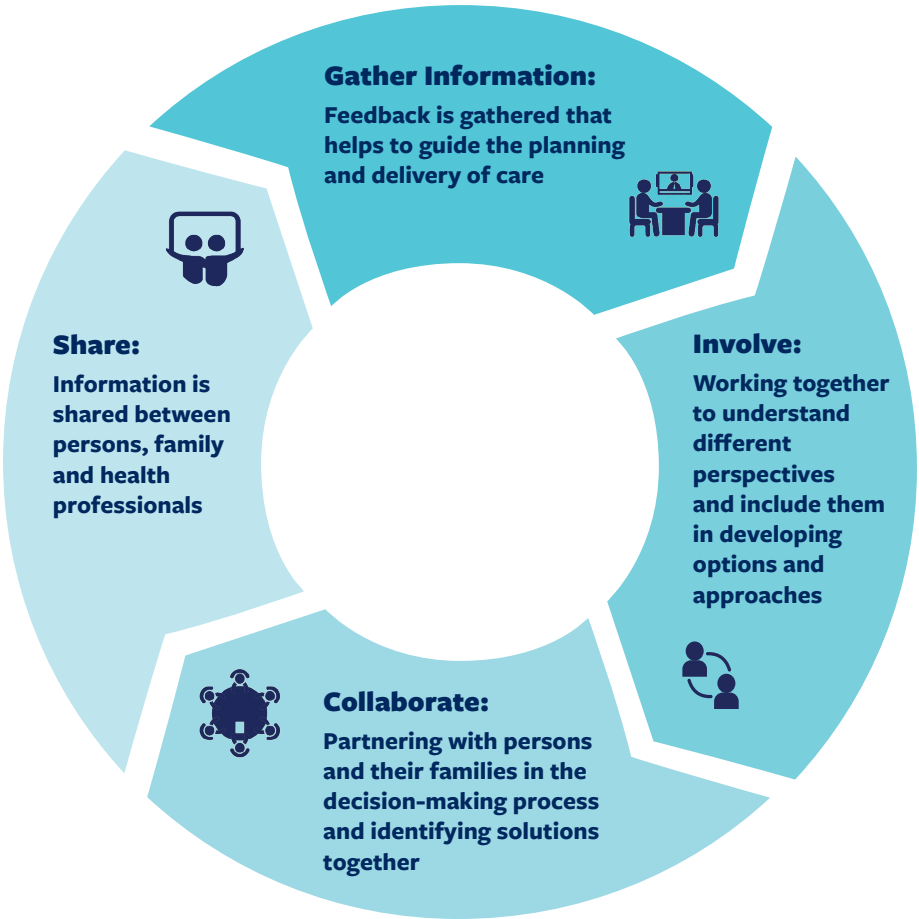 Gather Information:
Feedback is gathered that
helps to guide the planning
and delivery of care
Involve:
Working together
to understand
different
perspectives
and include them
in developing
options and
approaches
Collaborate:
Partnering with persons
and their families in the
decision-making process
and identifying solutions
together
Share:
Information is
shared between
persons, family
and health
professionals